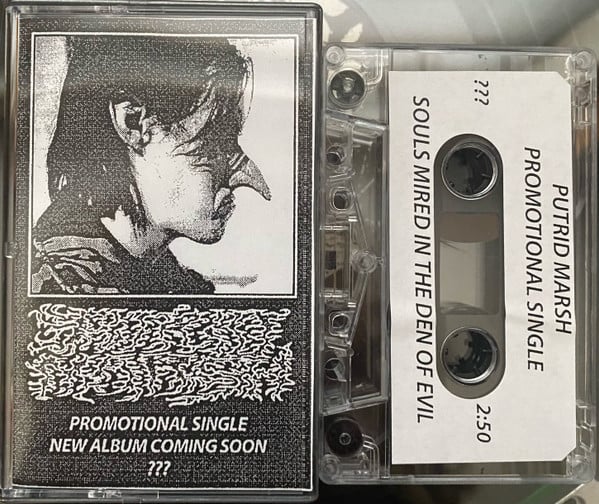 PROMOTIONAL SINGLE
NEW ALBUM COMING SOON
???
PUTRID MARSH
PROMOTIONAL SINGLE
???
2:50
SOULS MIRED IN THE DEN OF EVIL